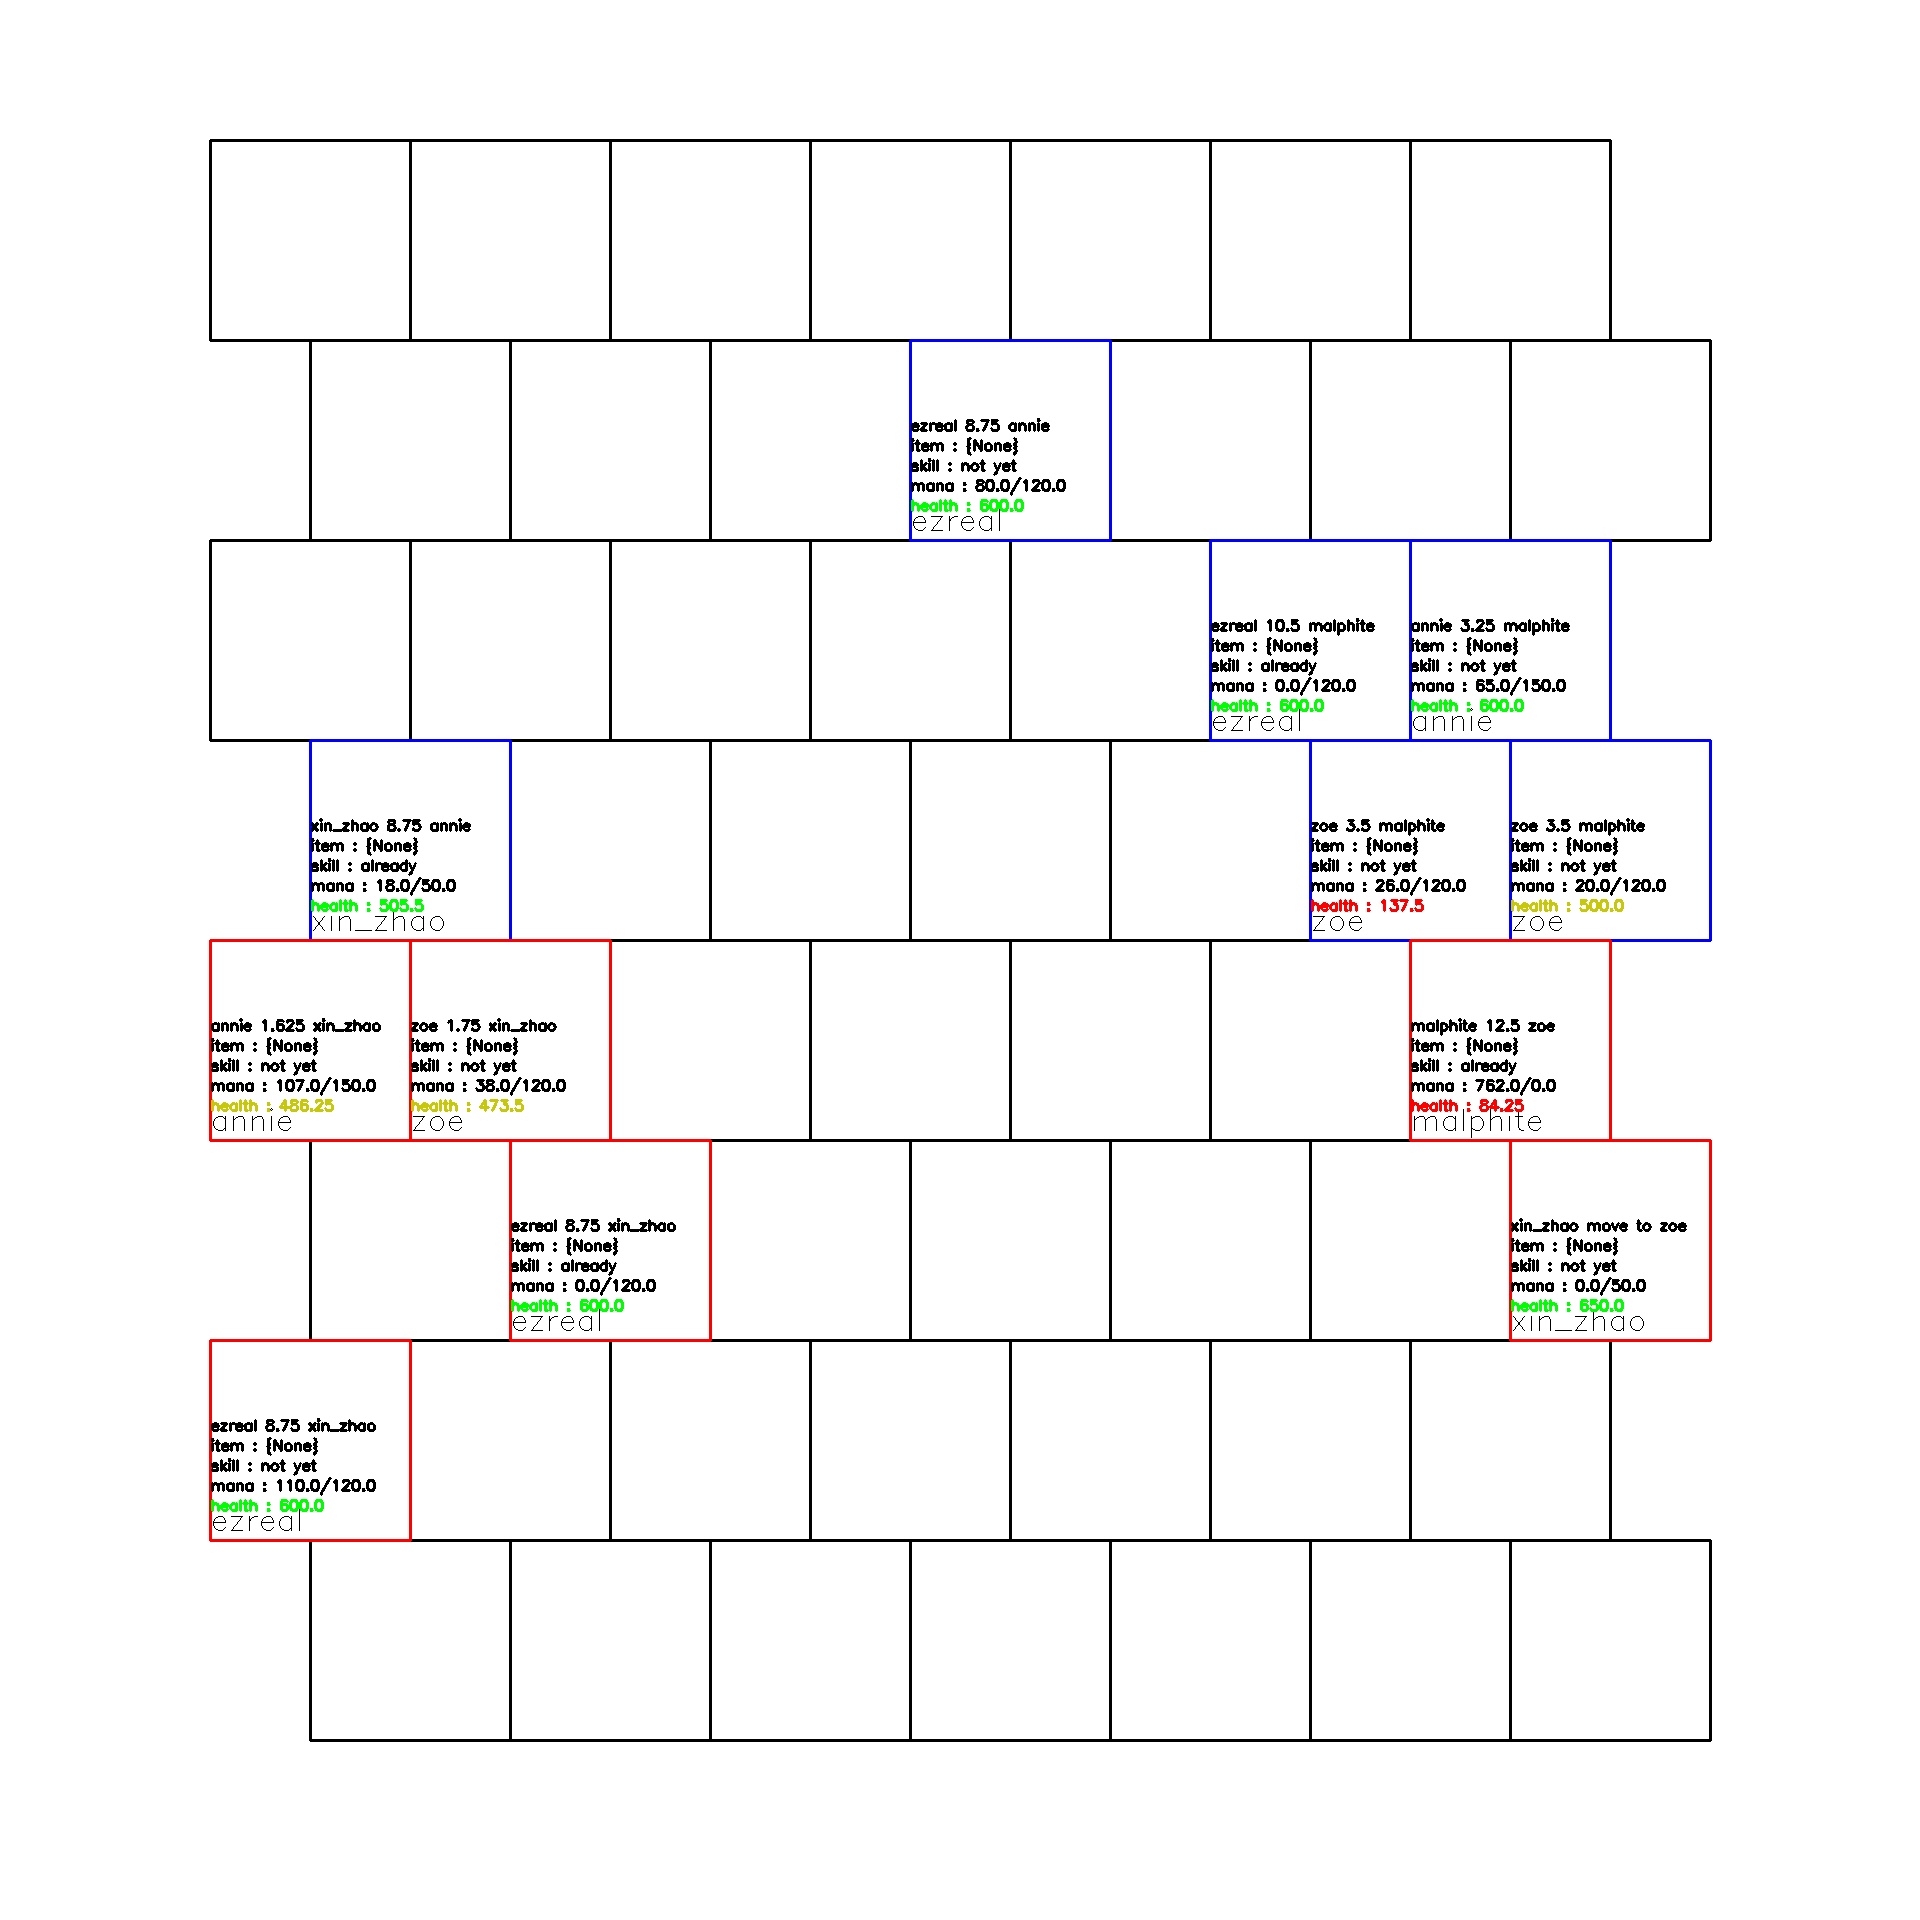 ezreal 8.75 annie
item : {None}
skill : not yet
mana : 80.0/120.0
health : 600.0
ezreal
ezreal 10.5 malphite
item : {None}
skill : already
mana : 0.0/120.0
health : 600.0
ezreal
annie 3.25 malphite
item : {None}
skill : not yet
mana : 65.0/150.0
health : 600.0
annie
xin_zhao 8.75 annie
item : {None}
skill : already
mana : 18.0/50.0
health : 505.5
xin_zhao
zoe 3.5 malphite
item : {None}
skill : not yet
mana : 26.0/120.0
health : 137.5
zoe
zoe 3.5 malphite
item : {None}
skill : not yet
mana : 20.0/120.0
health : 500.0
zoe
annie 1.625 xin_zhao
item : {None}
skill : not yet
mana : 107.0/150.0
health : 486.25
annie
zoe 1.75 xin_zhao
item : {None}
skill : not yet
mana : 38.0/120.0
health : 473.5
zoe
malphite 12.5 zoe
item : {None}
skill : already
mana : 762.0/0.0
health : 84.25
malphite
ezreal 8.75 xin_zhao
item : {None}
skill : already
mana : 0.0/120.0
health : 600.0
ezreal
xin_zhao move to zoe
item : {None}
skill : not yet
mana : 0.0/50.0
health : 650.0
xin_zhao
ezreal 8.75 xin_zhao
item : {None}
skill : not yet
mana : 110.0/120.0
health : 600.0
ezreal